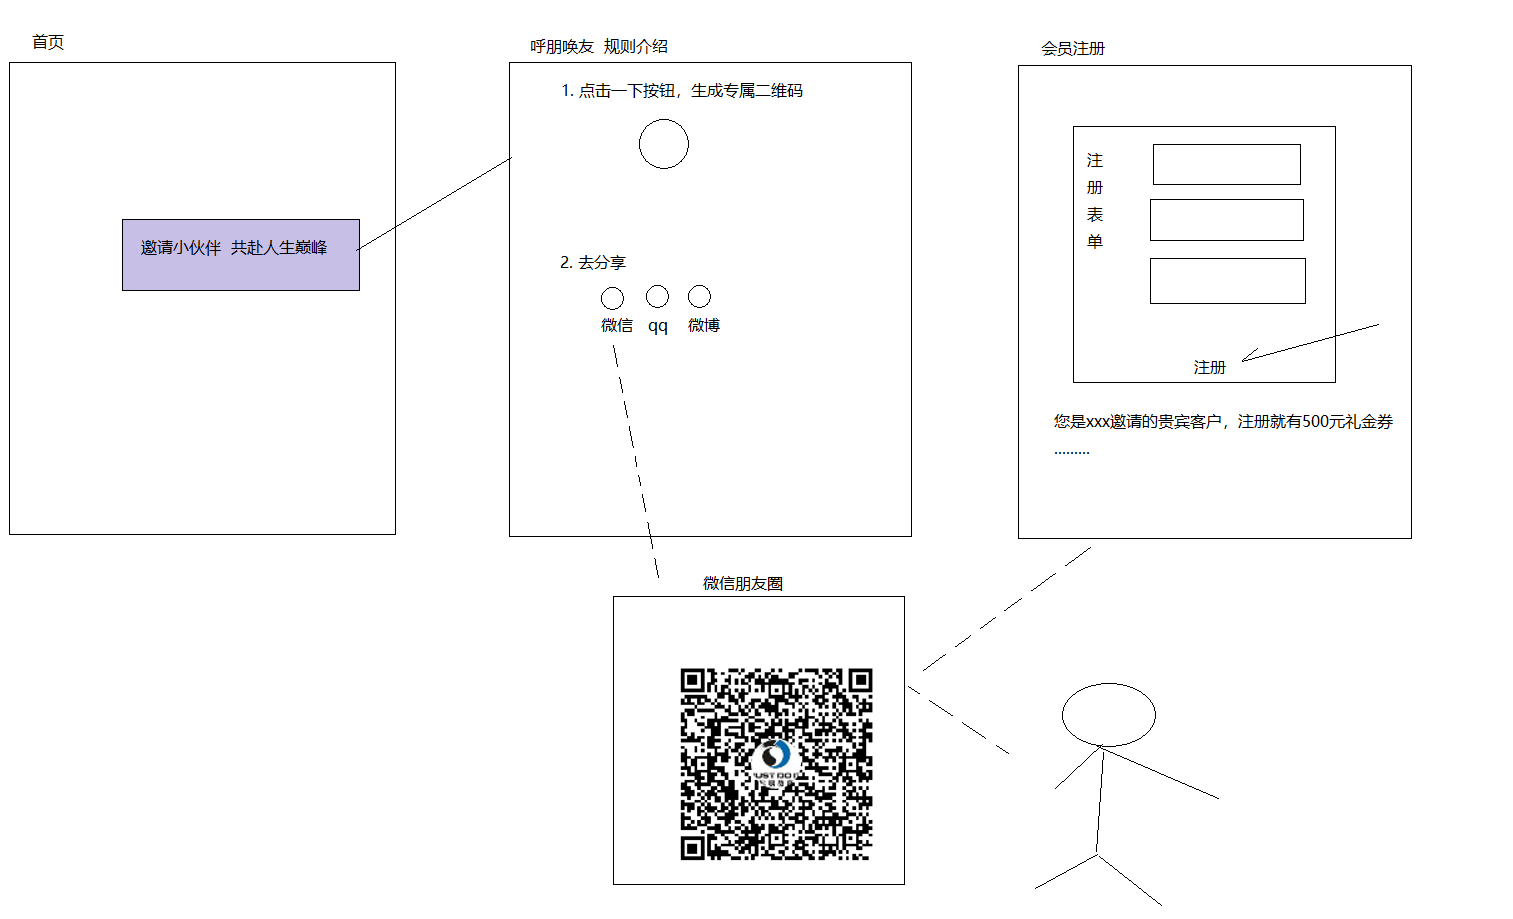 首页
邀请小伙伴 共赴人生巅峰
呼朋唤友 规则介绍
1. 点击一下按钮，生成专属二维码
2. 去分享
微信 qq 微博
会员注册
注
册
表
单
注册
您是xxx邀请的贵宾客户，注册就有500元礼金券
.........
微信朋友圈